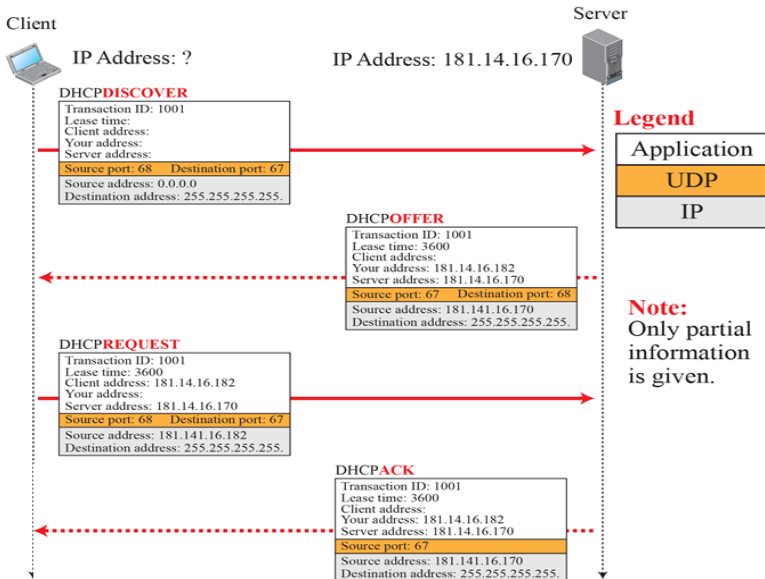 Client
Server
IP Address: ?
IP Address: 181.14.16.170
DHCPDISCOVER
Transaction ID: 1001
Lease time:
Client address:
Your address:
Server address:
Source port: 68 Destination port: 67
Source address: 0.0.0.0
Destination address: 255.255.255.255.
Legend
Application
UDP
IP
DHCPOFFER
Transaction ID: 1001
Lease time: 3600
Client address:
Your address: 181.14.16.182
Server address: 181.14.16.170
Source port: 67 Destination port: 68
Source address: 181.141.16.170
Destination address: 255.255.255.255.
Note:
Only partial
information
is given.
DHCPREQUEST
Transaction ID: 1001
Lease time: 3600
Client address: 181.14.16.182
Your address:
Server address: 181.14.16.170
Source port: 68 Destination port: 67
Source address: 181.141.16.182
Destination address: 255.255.255.255.
DHCPACK
Transaction ID: 1001
Lease time: 3600
Client address:
Your address: 181.14.16.182
Server address: 181.14.16.170
Source port: 67
Source address: 181.141.16.170
Destination address: 255.255.255.255.